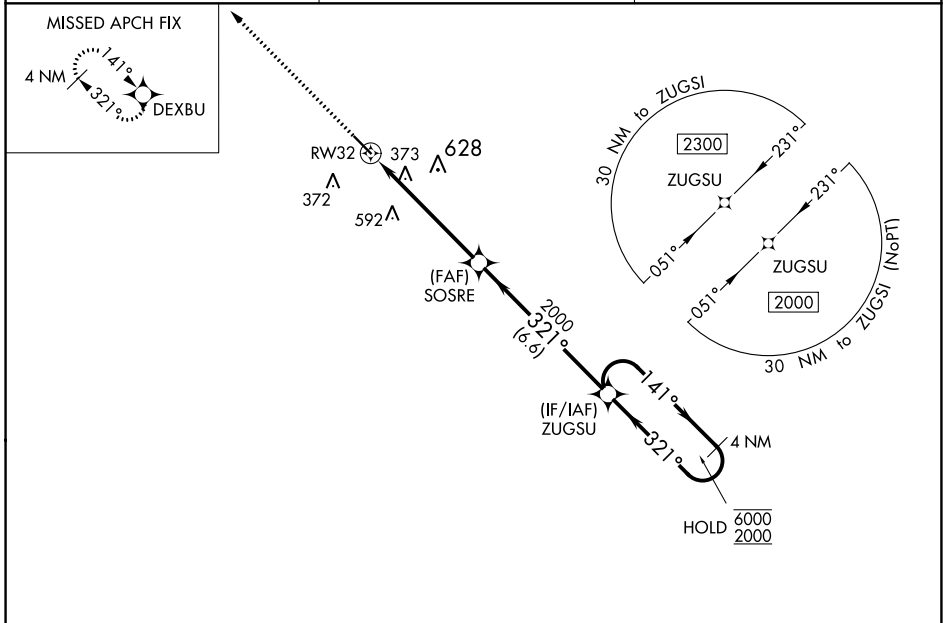 MISSED APCH FIX
4 NM
141°
321°
DEXBU
RW32
373
628
372
592
(FAF)
SOSRE
2000
321°
(6.6)
(IF/IAF)
ZUGSU
141°
321°
4 NM
HOLD 6000
2000
30 NM to ZUGSI
2300
ZUGSU
231°
051°
231°
ZUGSU
051°
2000
30 NM to ZUGSI (NoPT)